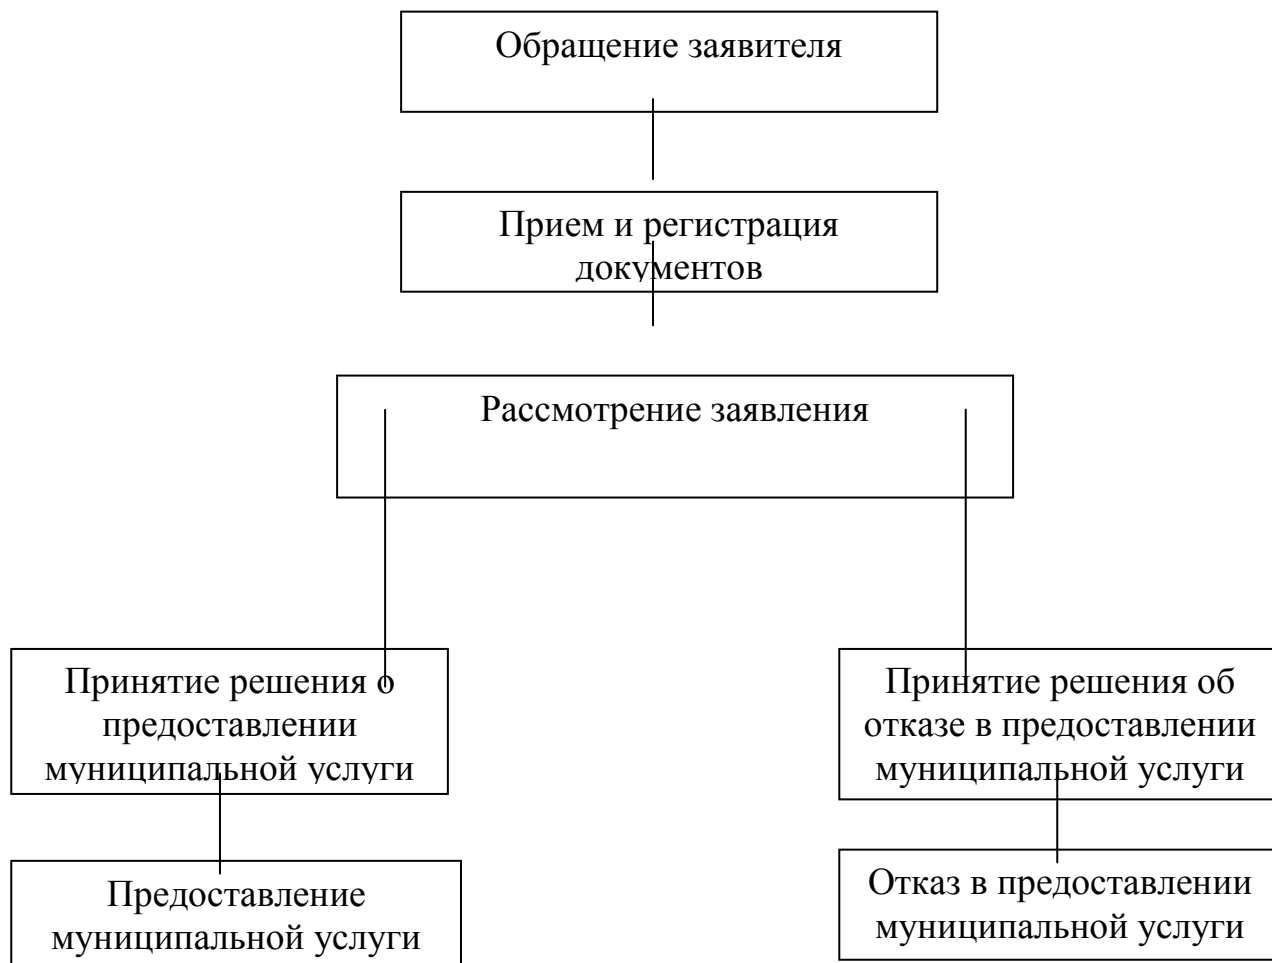 Обращение заявителя
Прием и регистрация
документов
Рассмотрение заявления
Принятие решения о
предоставлении
муниципальной услуги
Принятие решения об
отказе в предоставлении
муниципальной услуги
Предоставление
муниципальной услуги
Отказ в предоставлении
муниципальной услуги